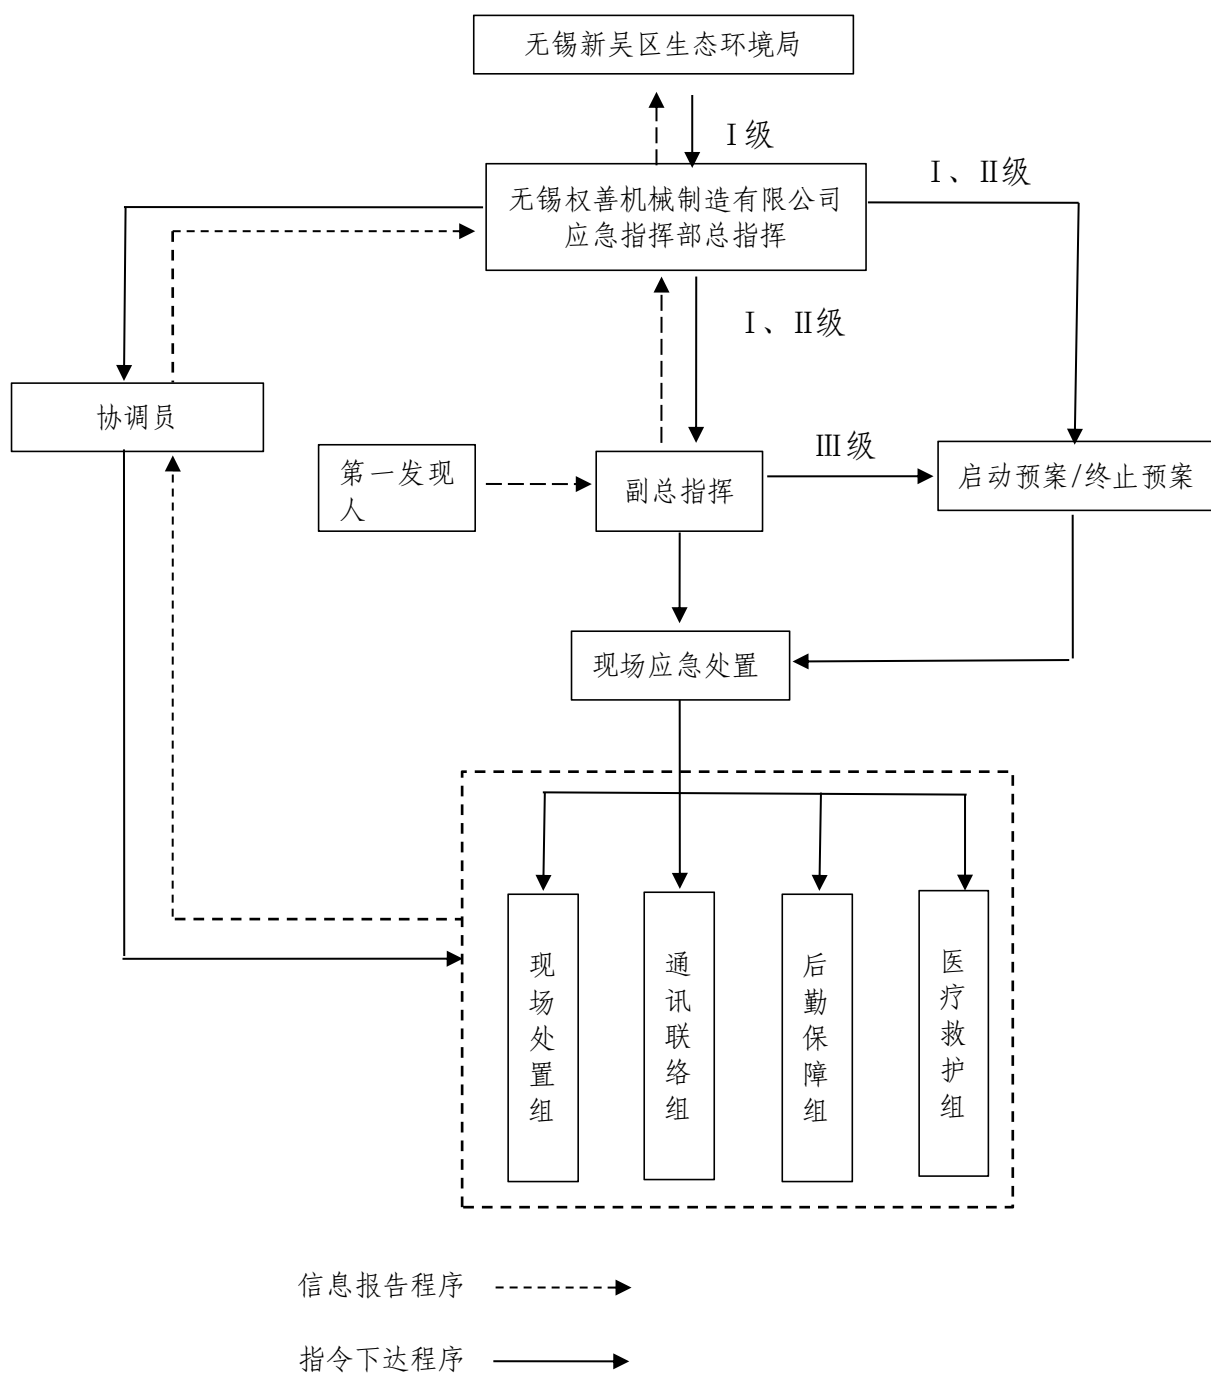 无锡新吴区生态环境局
Ⅰ级
Ⅰ、Ⅱ级
无锡权善机械制造有限公司
应急指挥部总指挥
Ⅰ、Ⅱ级
协调员
第一发现
人
副总指挥
Ⅲ级
启动预案/终止预案
现场应急处置
现场处置组
通讯联络组
后勤保障组
医疗救护组
信息报告程序
指令下达程序